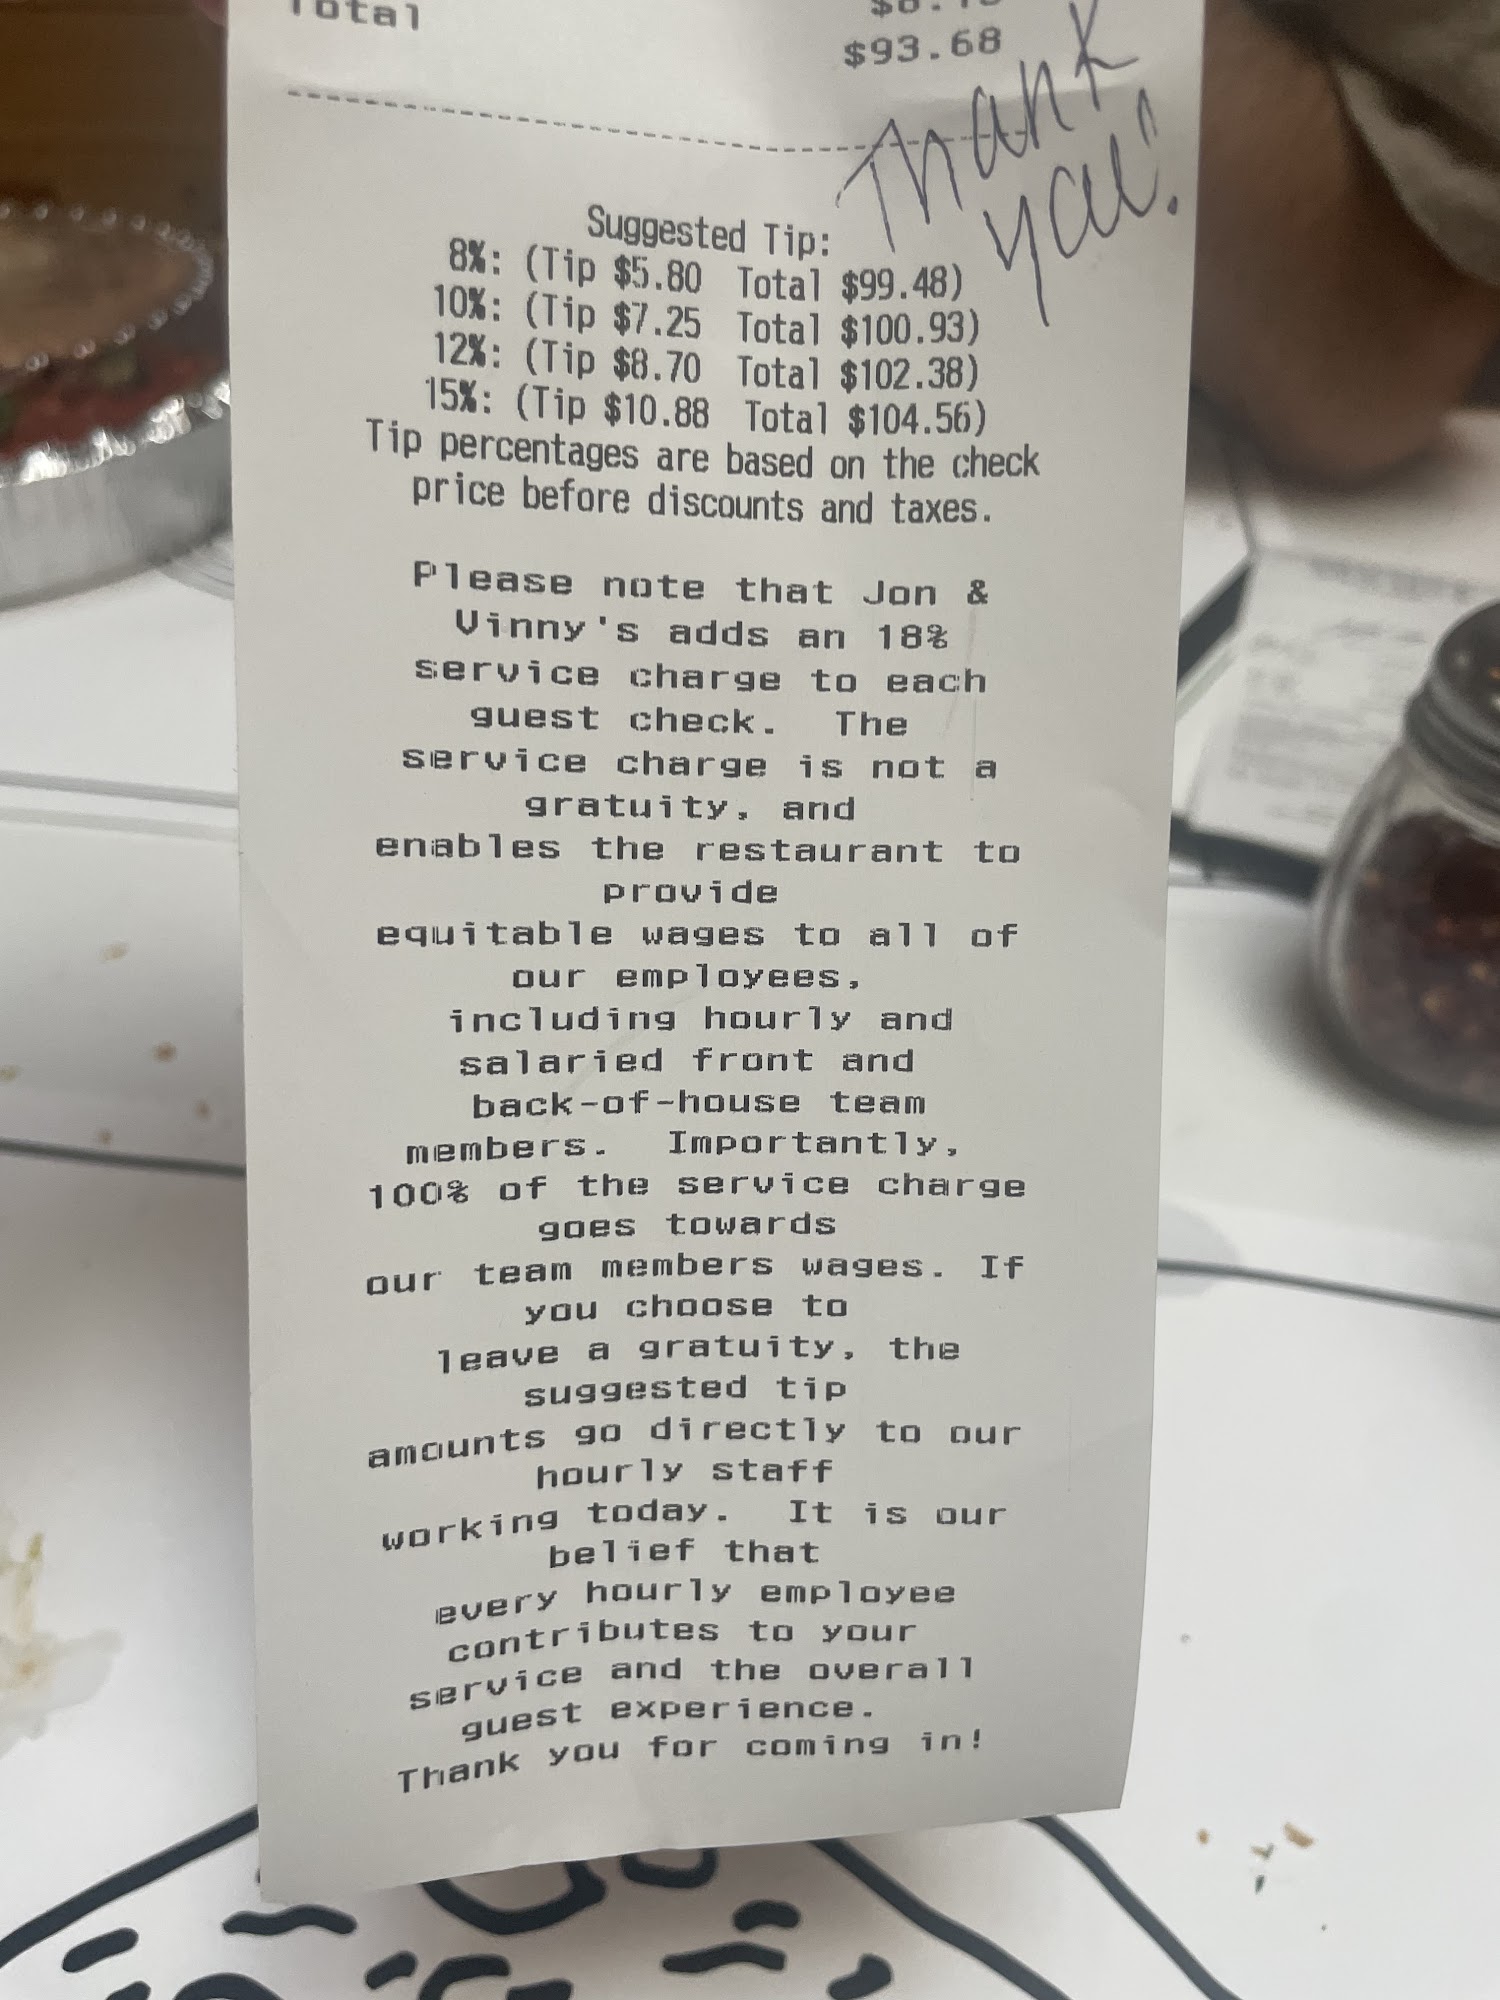 Total
$93.68
Thank
you!
Suggested Tip:
8%: (Tip $5.80 Total $99.48)
10%: (Tip $7.25 Total $100.93)
12%: (Tip $8.70 Total $102.38)
15%: (Tip $10.88 Total $104.56)
Tip percentages are based on the check
price before discounts and taxes.
Please note that Jon &
Vinny's adds an 18%
service charge to each
guest check. The
service charge is not a
gratuity, and
enables the restaurant to
provide
equitable wages to all of
our employees,
including hourly and
salaried front and
back-of-house team
members. Importantly,
100% of the service charge
goes towards
our team members wages. If
you choose to
leave a gratuity, the
suggested tip
amounts go directly to our
hourly staff
working today. It is our
belief that
every hourly employee
contributes to your
service and the overall
guest experience.
Thank you for coming in!